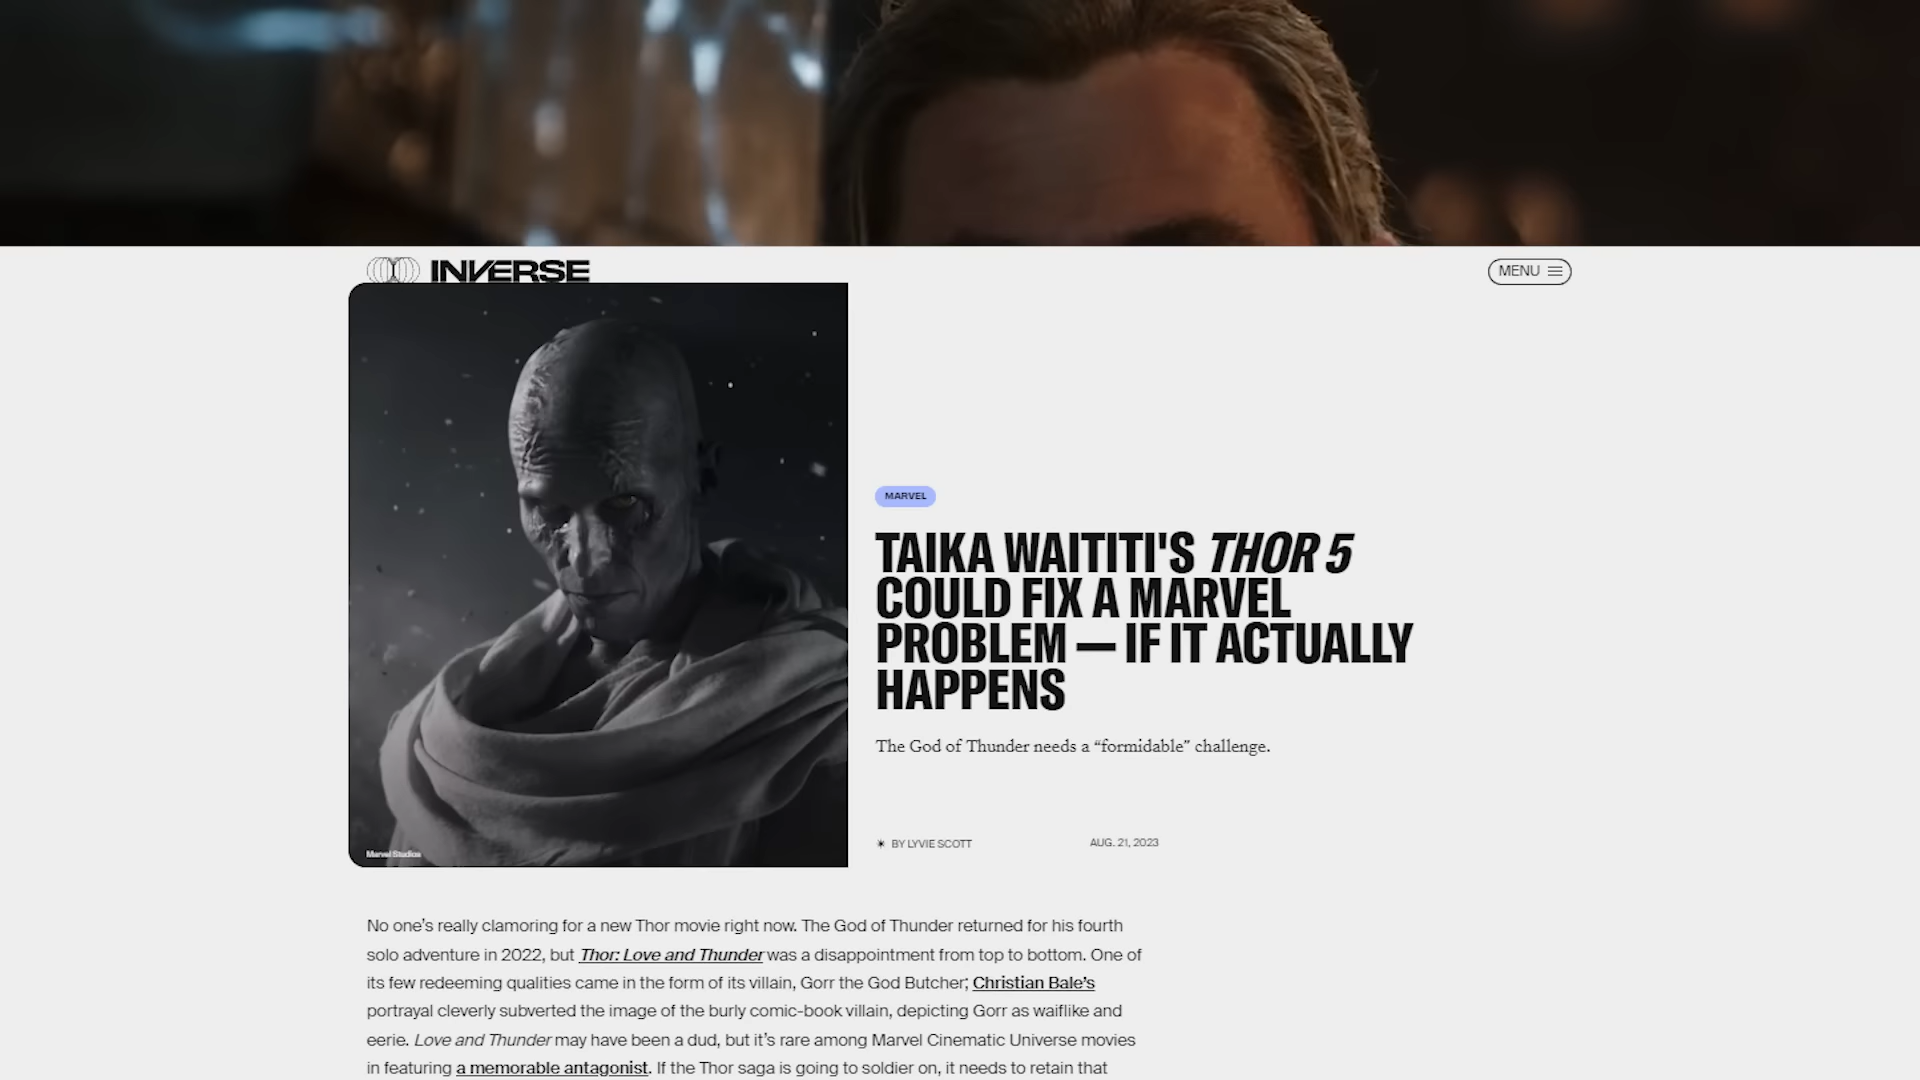 INVERSE
MENU
MARVEL
TAIKA WAITITI'S THOR 5
COULD FIX A MARVEL
PROBLEM — IF IT ACTUALLY
HAPPENS
The God of Thunder needs a “formidable” challenge.
BY LYVIE SCOTT
AUG. 21, 2023
Marvel Studios
No one’s really clamoring for a new Thor movie right now. The God of Thunder returned for his fourth
solo adventure in 2022, but Thor: Love and Thunder was a disappointment from top to bottom. One of
its few redeeming qualities came in the form of its villain, Gorr the God Butcher; Christian Bale’s
portrayal cleverly subverted the image of the burly comic-book villain, depicting Gorr as waiflike and
eerie. Love and Thunder may have been a dud, but it’s rare among Marvel Cinematic Universe movies
in featuring a memorable antagonist. If the Thor saga is going to soldier on, it needs to retain that